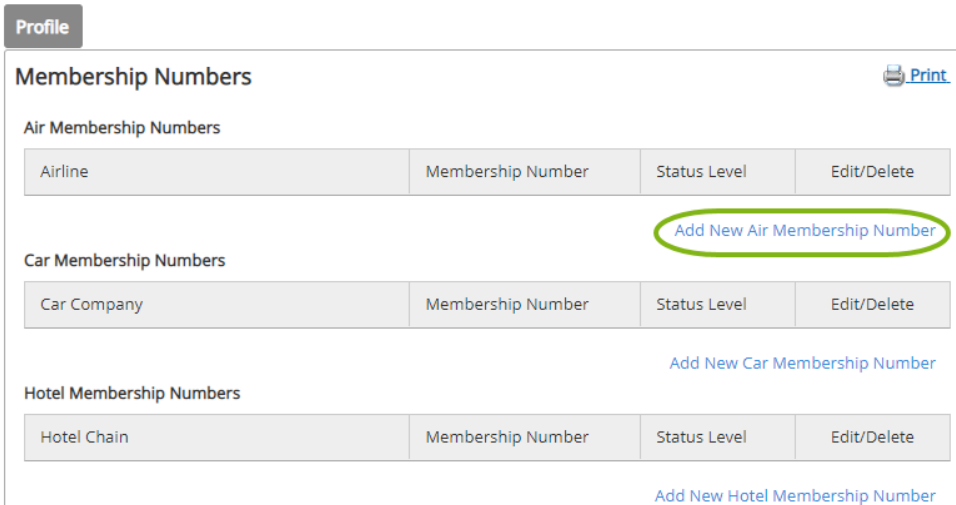 Profile
Membership Numbers Print
Air Membership Numbers
Airline Membership Number Status Level Edit/Delete
Add New Air Membership Number
Car Membership Numbers
Car Company Membership Number Status Level Edit/Delete
Add New Car Membership Number
Hotel Membership Numbers
Hotel Chain Membership Number Status Level Edit/Delete
Add New Hotel Membership Number